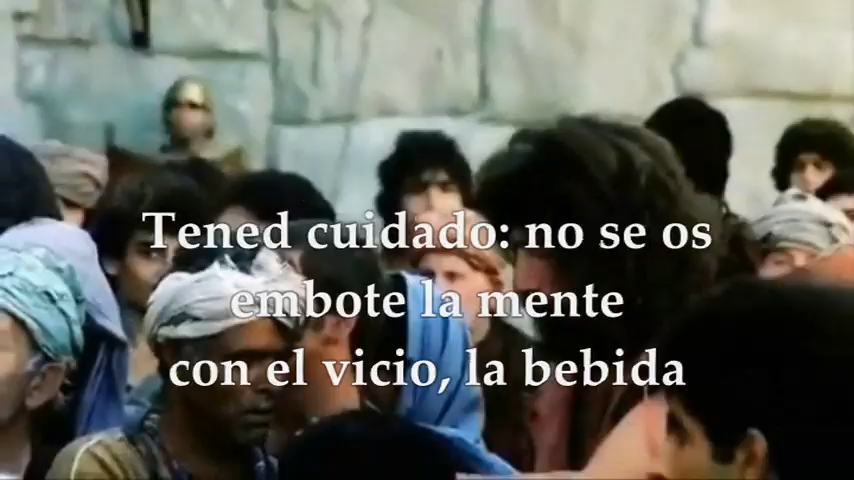 Tened cuidado: no se os
embote la mente
con el vicio, la bebida